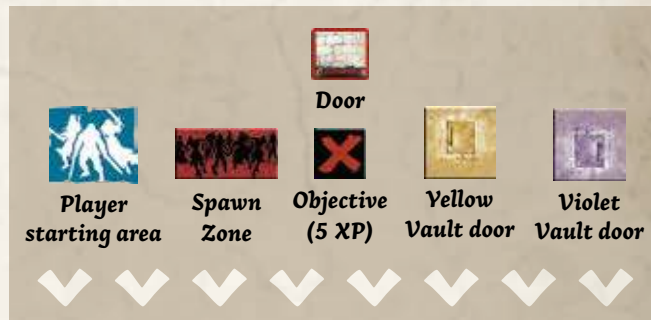 Door
Player
starting area
Spawn
Zone
Objective
(5 XP)
Yellow
Vault door
Violet
Vault door